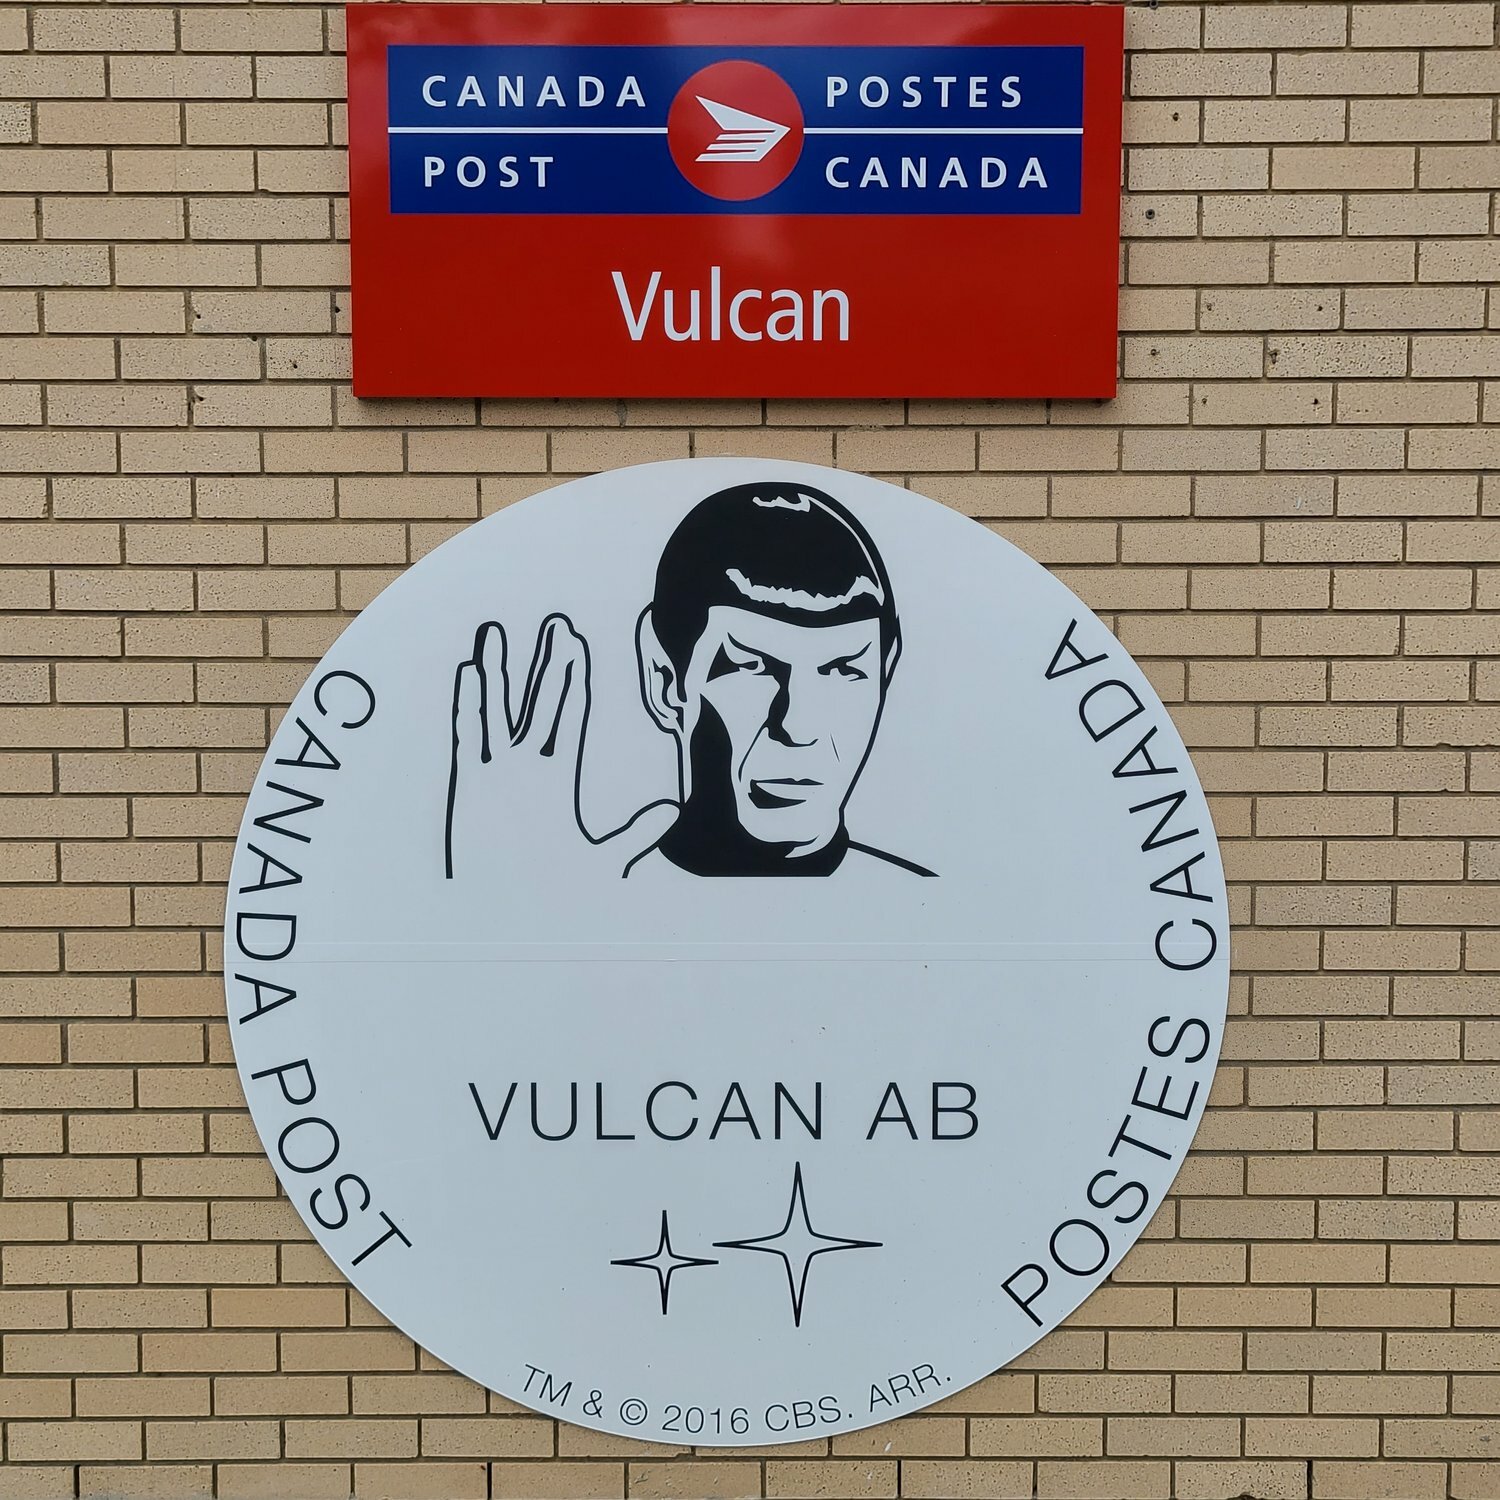 CANADA POSTES
POST CANADA
Vulcan
CANADA POST
POSTES CANADA
VULCAN AB
TM & © 2016 CBS. ARR.